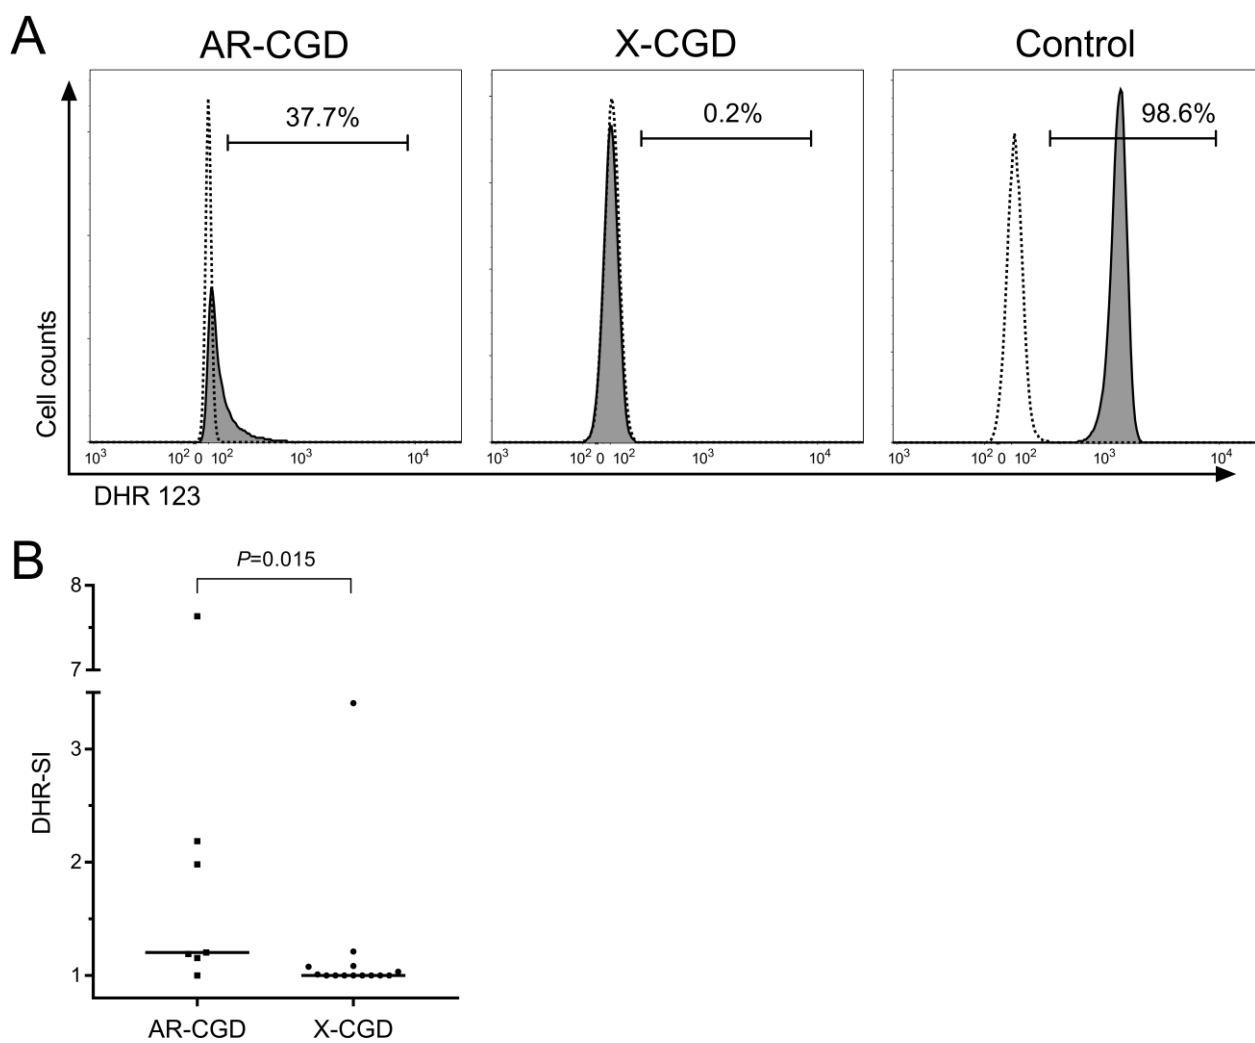 A
AR-CGD X-CGD Control
37.7% 0.2% 98.6%
Cell counts
10³ 10² 0 10² 10³ 10⁴ 10³ 10² 0 10² 10³ 10⁴ 10³ 10² 0 10² 10³ 10⁴
DHR 123
B
P=0.015
8
7
3
DHR-SI
2
1
AR-CGD X-CGD